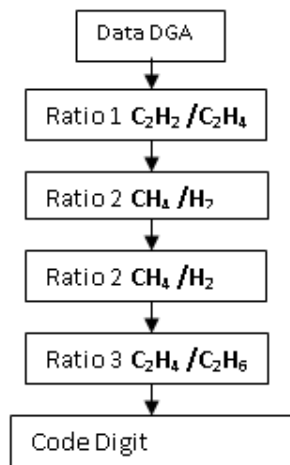 Data DGA
Ratio 1 C₂H₂ /C₂H₄
Ratio 2 CH₄ /H₂
Ratio 2 CH₄ /H₂
Ratio 3 C₂H₄ /C₂H₆
Code Digit